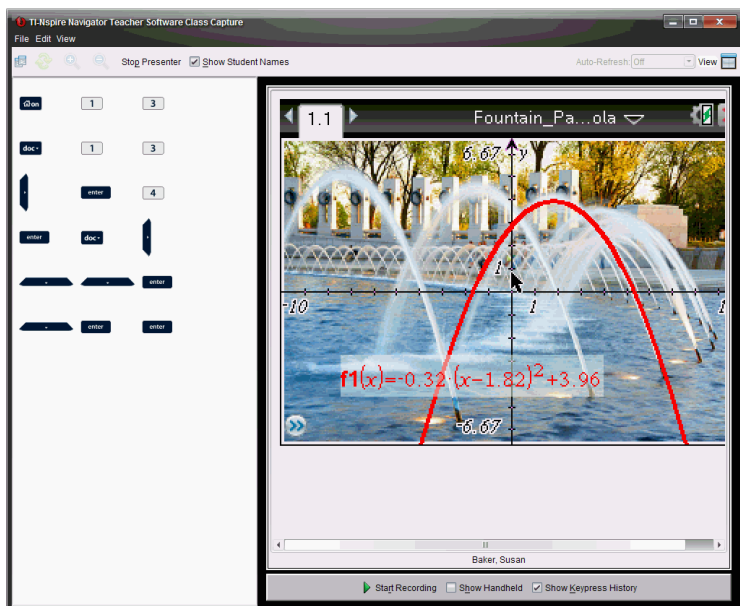 TI-Nspire Navigator Teacher Software Class Capture
File Edit View
Stop Presenter Show Student Names Auto-Refresh: Off View
on 1 3
doc 1 3
enter 4
enter doc
enter
enter enter
1.1 Fountain_Pa...ola
6.67 y
1
-10 1 1
f1(x)=-0.32·(x-1.82)²+3.96
-6.67
Baker, Susan
Start Recording Show Handheld Show Keypress History